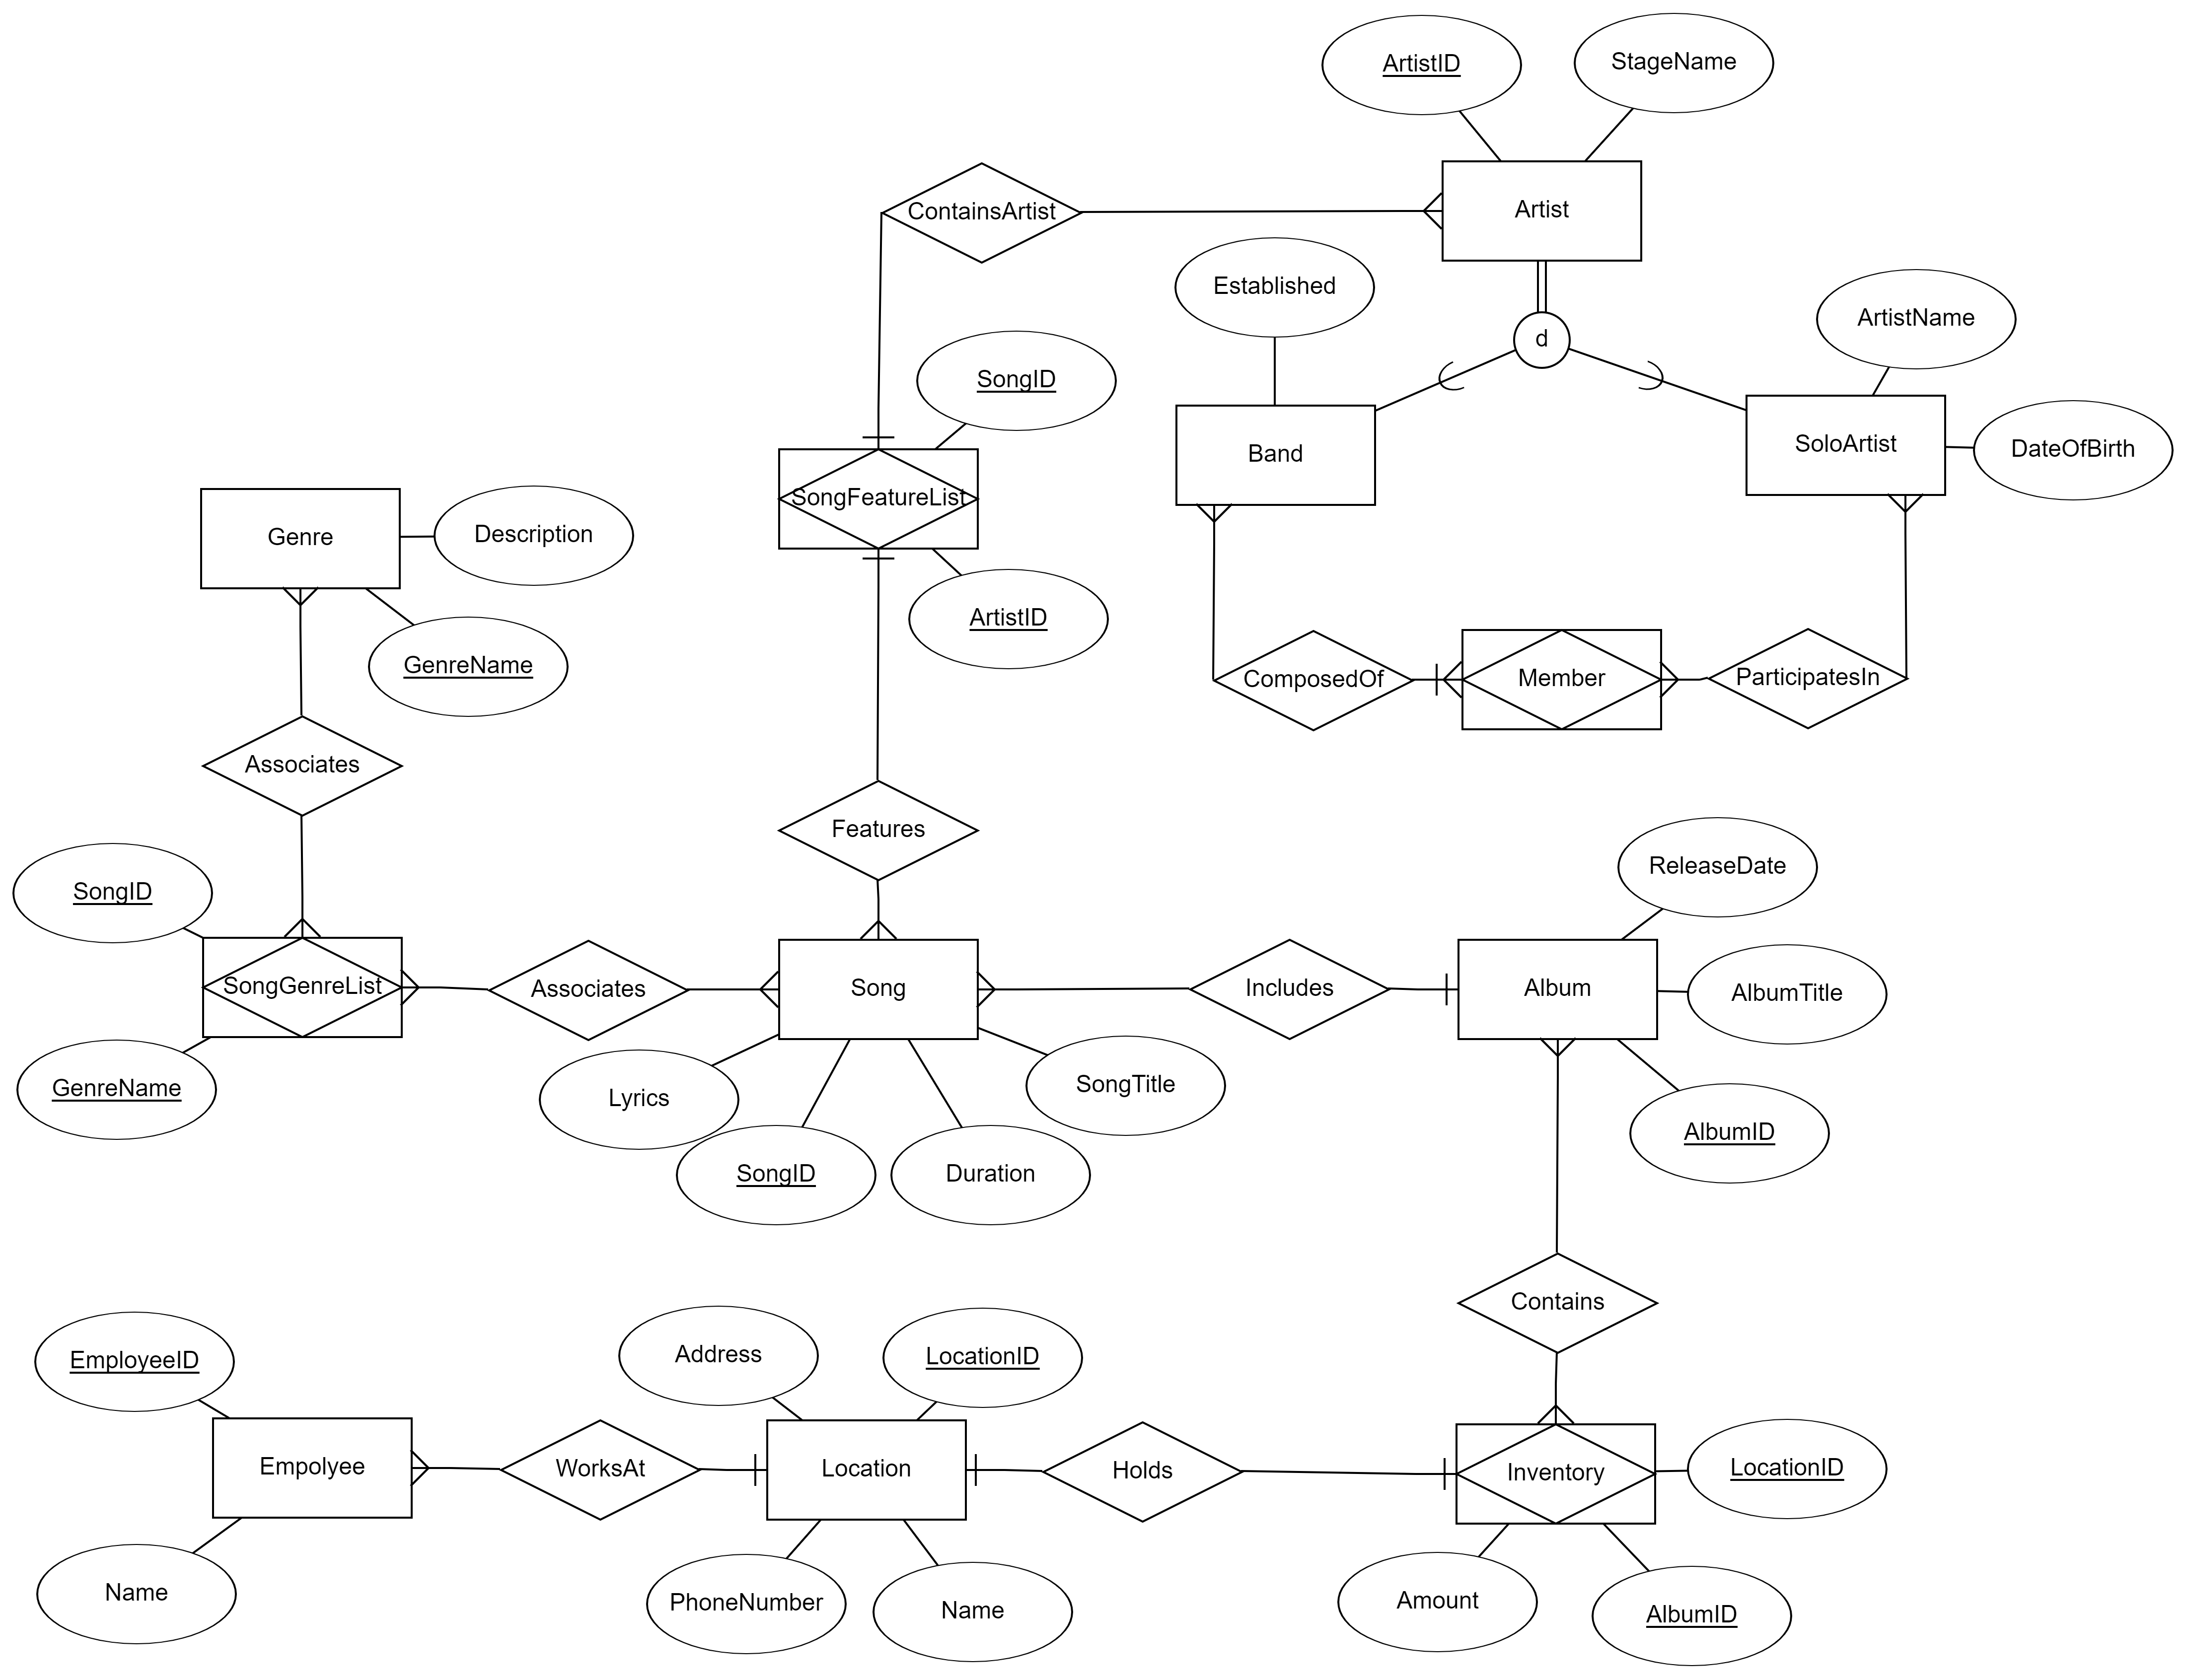 ArtistID
StageName
ContainsArtist
Artist
Established
d
ArtistName
SongID
Band
SoloArtist
DateOfBirth
SongFeatureList
Genre
Description
ArtistID
GenreName
ComposedOf
Member
ParticipatesIn
Associates
Features
ReleaseDate
SongID
SongGenreList
Associates
Song
Includes
Album
AlbumTitle
GenreName
Lyrics
SongTitle
AlbumID
SongID
Duration
Contains
EmployeeID
Address
LocationID
Empolyee
WorksAt
Location
Holds
Inventory
LocationID
Name
PhoneNumber
Name
Amount
AlbumID